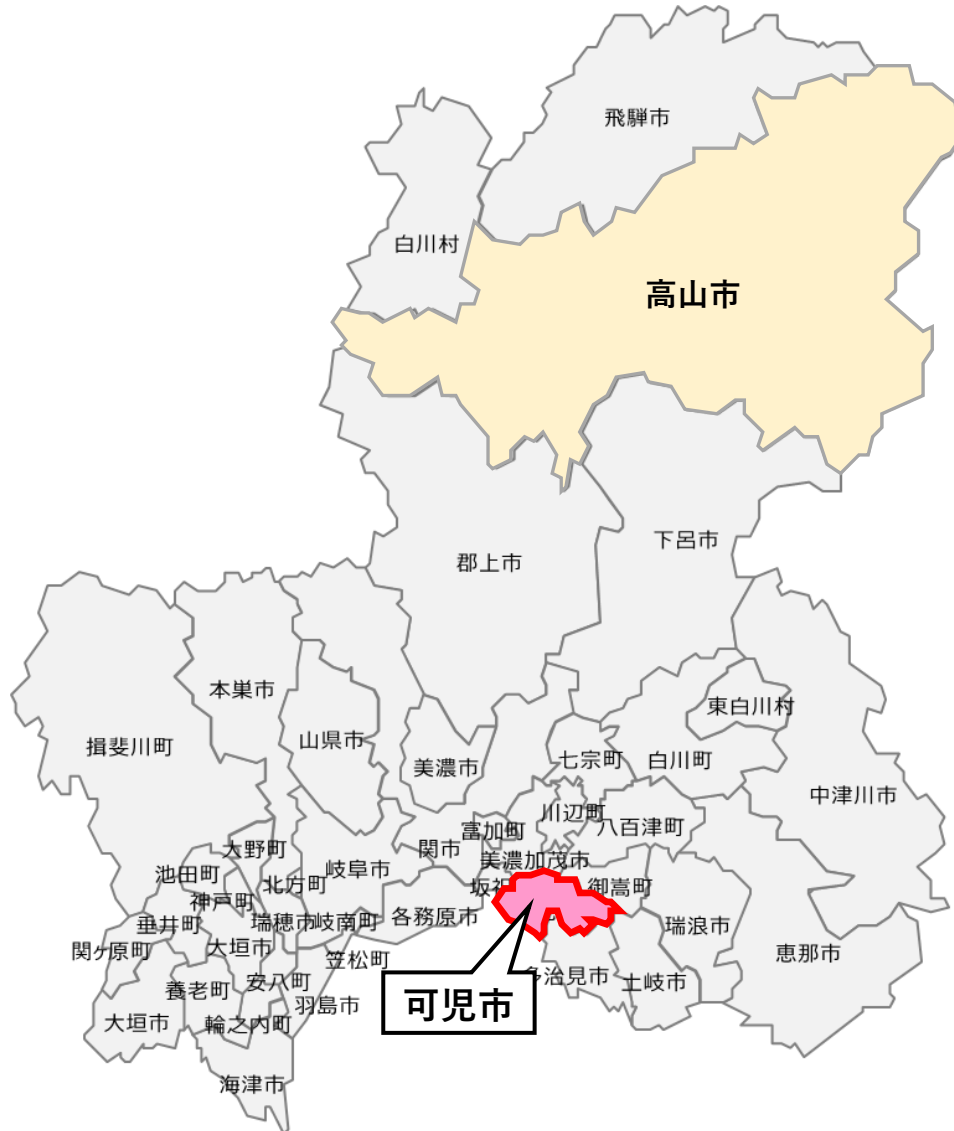 飛騨市
白川村
高山市
郡上市
下呂市
本巣市
東白川村
山県市
揖斐川町
美濃市
七宗町
白川町
中津川市
川辺町
富加町
八百津町
大野町
関市
美濃加茂市
池田町
岐阜市
北方町
坂祝
御嵩町
神戸町
垂井町
瑞穂市
岐南町
各務原市
瑞浪市
関ケ原町
大垣市
笠松町
恵那市
養老町
安八町
多治見市
土岐市
羽島市
可児市
大垣市
輪之内町
海津市